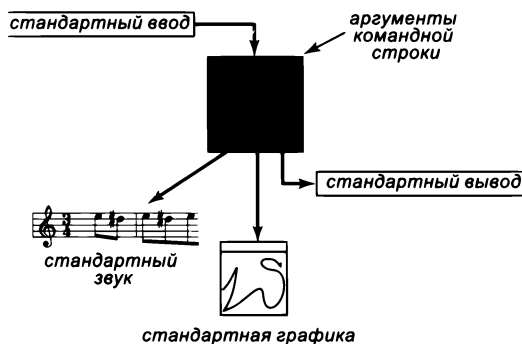 стандартный ввод
аргументы
командной
строки
стандартный вывод
стандартный
звук
стандартная графика